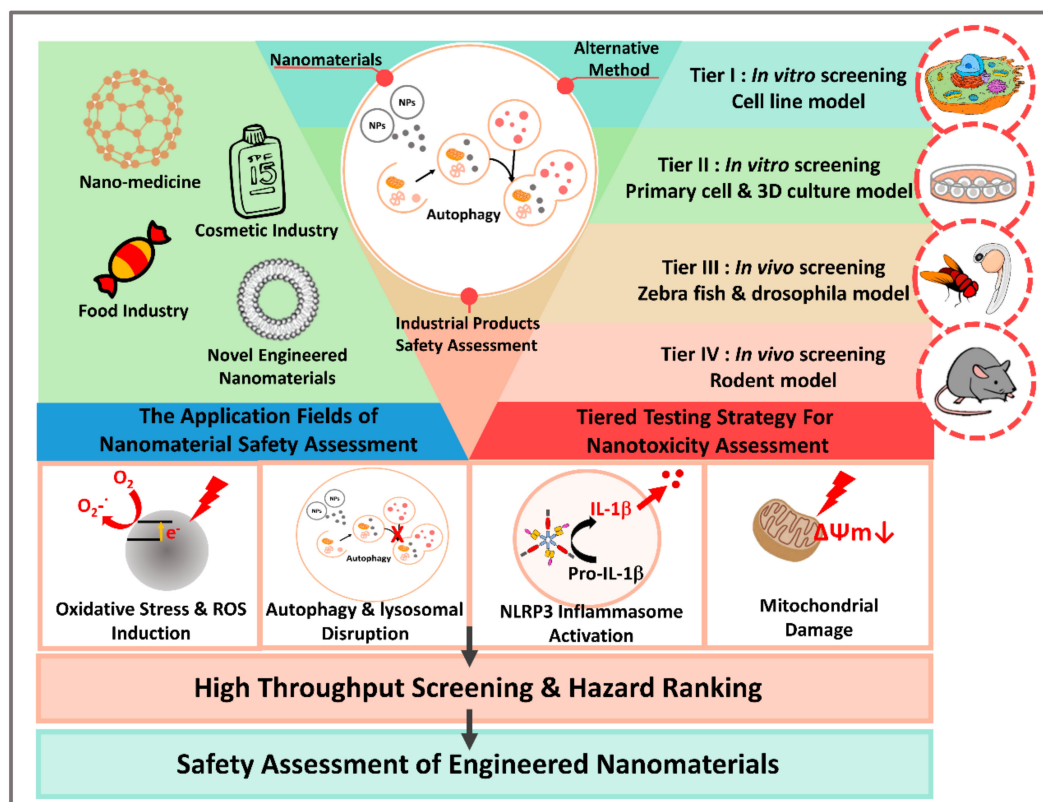 Nanomaterials
Alternative
Method
NPs
NPs
Autophagy
Industrial Products
Safety Assessment
Nano-medicine
SPF
15
Cosmetic Industry
Food Industry
Novel Engineered
Nanomaterials
Tier I : In vitro screening
Cell line model
Tier II : In vitro screening
Primary cell & 3D culture model
Tier III : In vivo screening
Zebra fish & drosophila model
Tier IV : In vivo screening
Rodent model
The Application Fields of
Nanomaterial Safety Assessment
Tiered Testing Strategy For
Nanotoxicity Assessment
O₂
O₂-·
e-
Oxidative Stress & ROS
Induction
NPs
NPs
X
Autophagy
Autophagy & lysosomal
Disruption
IL-1β
Pro-IL-1β
NLRP3 Inflammasome
Activation
ΔΨm↓
Mitochondrial
Damage
High Throughput Screening & Hazard Ranking
Safety Assessment of Engineered Nanomaterials